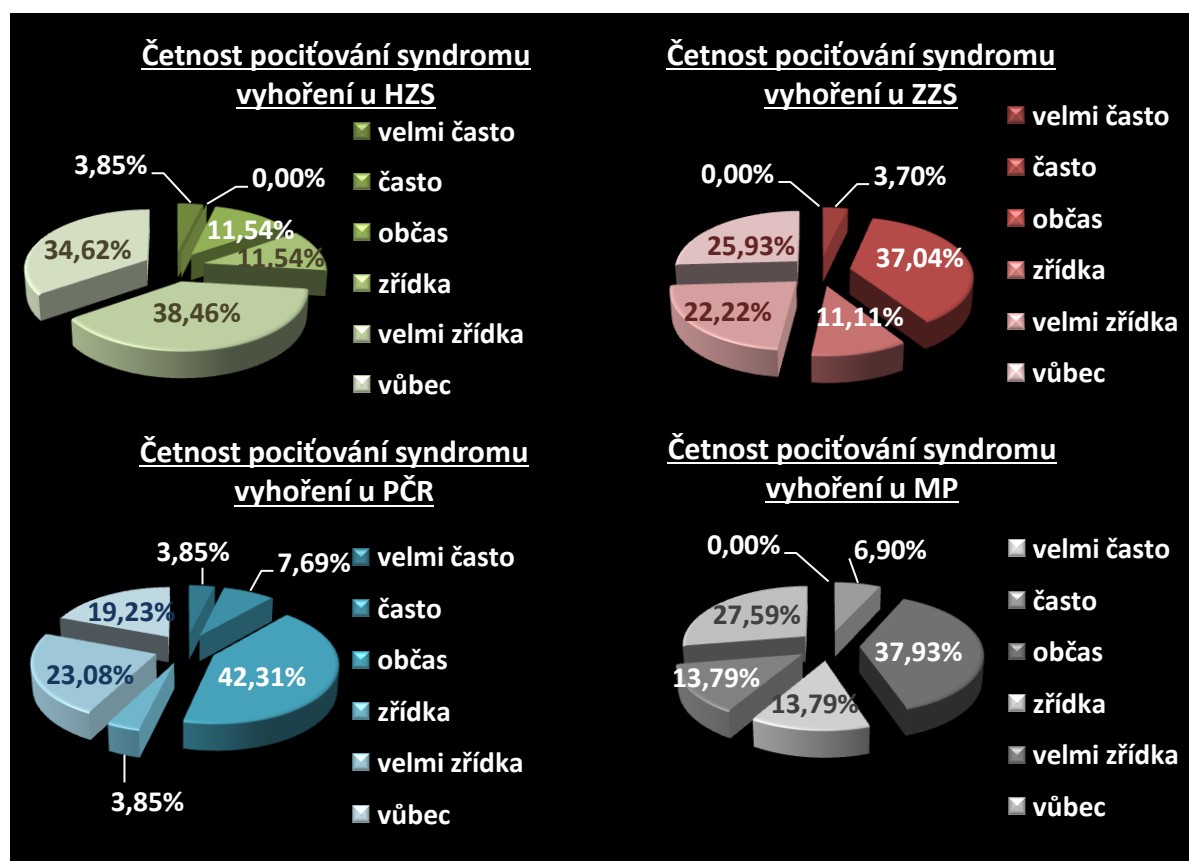 Četnost pociťování syndromu
vyhoření u HZS
3,85%
0,00%
11,54%
11,54%
38,46%
34,62%
velmi často
často
občas
zřídka
velmi zřídka
vůbec
Četnost pociťování syndromu
vyhoření u ZZS
0,00%
3,70%
37,04%
11,11%
22,22%
25,93%
velmi často
často
občas
zřídka
velmi zřídka
vůbec
Četnost pociťování syndromu
vyhoření u PČR
3,85%
7,69%
42,31%
3,85%
23,08%
19,23%
velmi často
často
občas
zřídka
velmi zřídka
vůbec
Četnost pociťování syndromu
vyhoření u MP
0,00%
6,90%
37,93%
13,79%
13,79%
27,59%
velmi často
často
občas
zřídka
velmi zřídka
vůbec